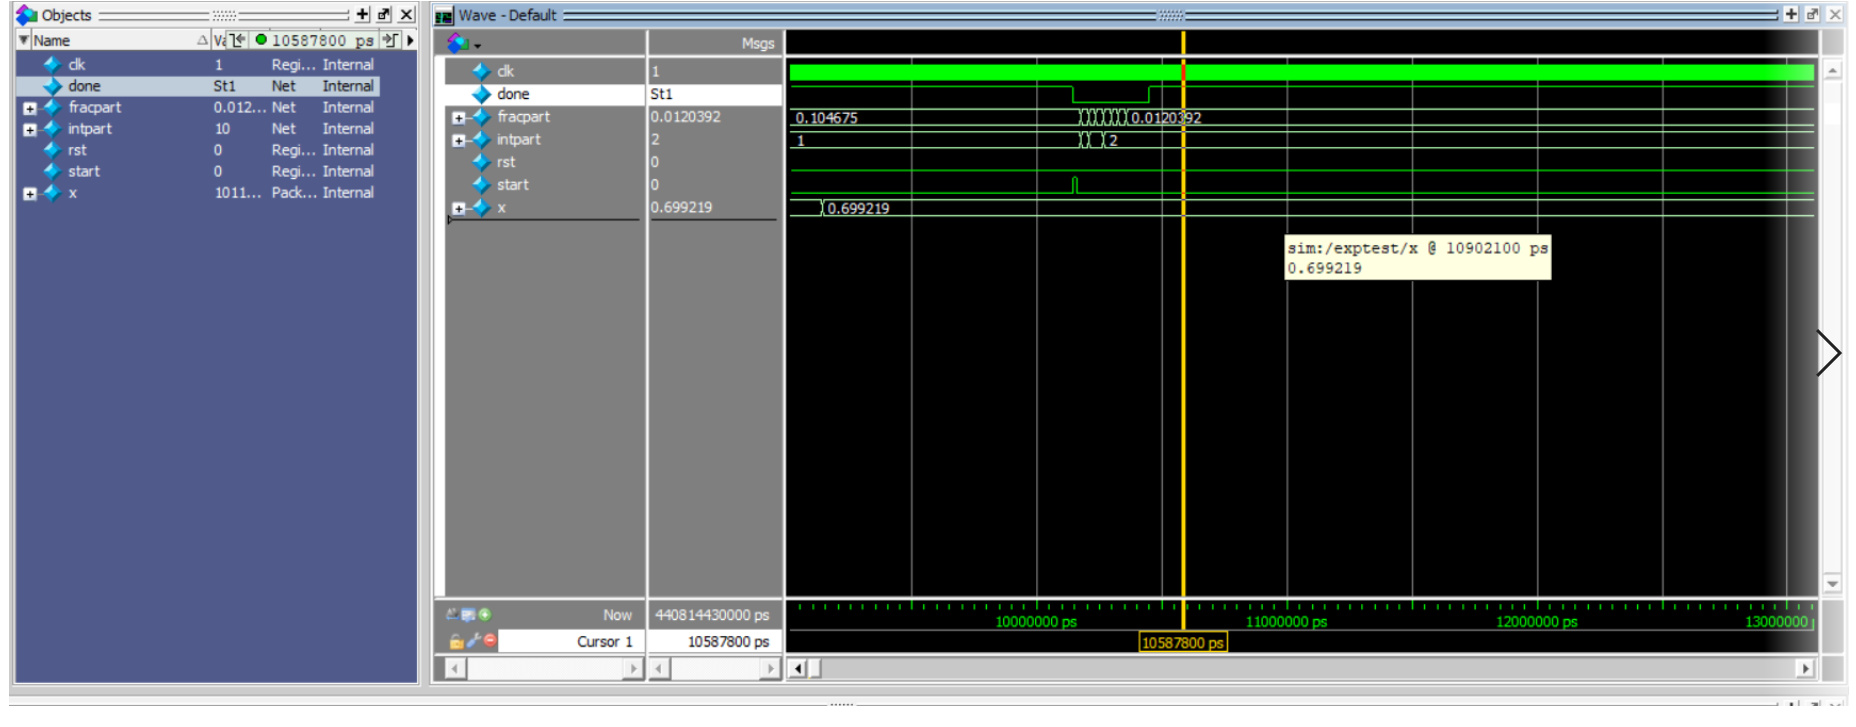 Objects
Name
10587800 ps
clk 1 Regi... Internal
done St1 Net Internal
fracpart 0.012... Net Internal
intpart 10 Net Internal
rst 0 Regi... Internal
start 0 Regi... Internal
x 1011... Pack... Internal
Wave - Default
Msgs
clk 1
done St1
fracpart 0.0120392 0.104675 0.0120392
intpart 2 1 2
rst 0
start 0
x 0.699219 0.699219
sim:/exptest/x @ 10902100 ps
0.699219
Now 440814430000 ps 10000000 ps 11000000 ps 12000000 ps 13000000
Cursor 1 10587800 ps 10587800 ps